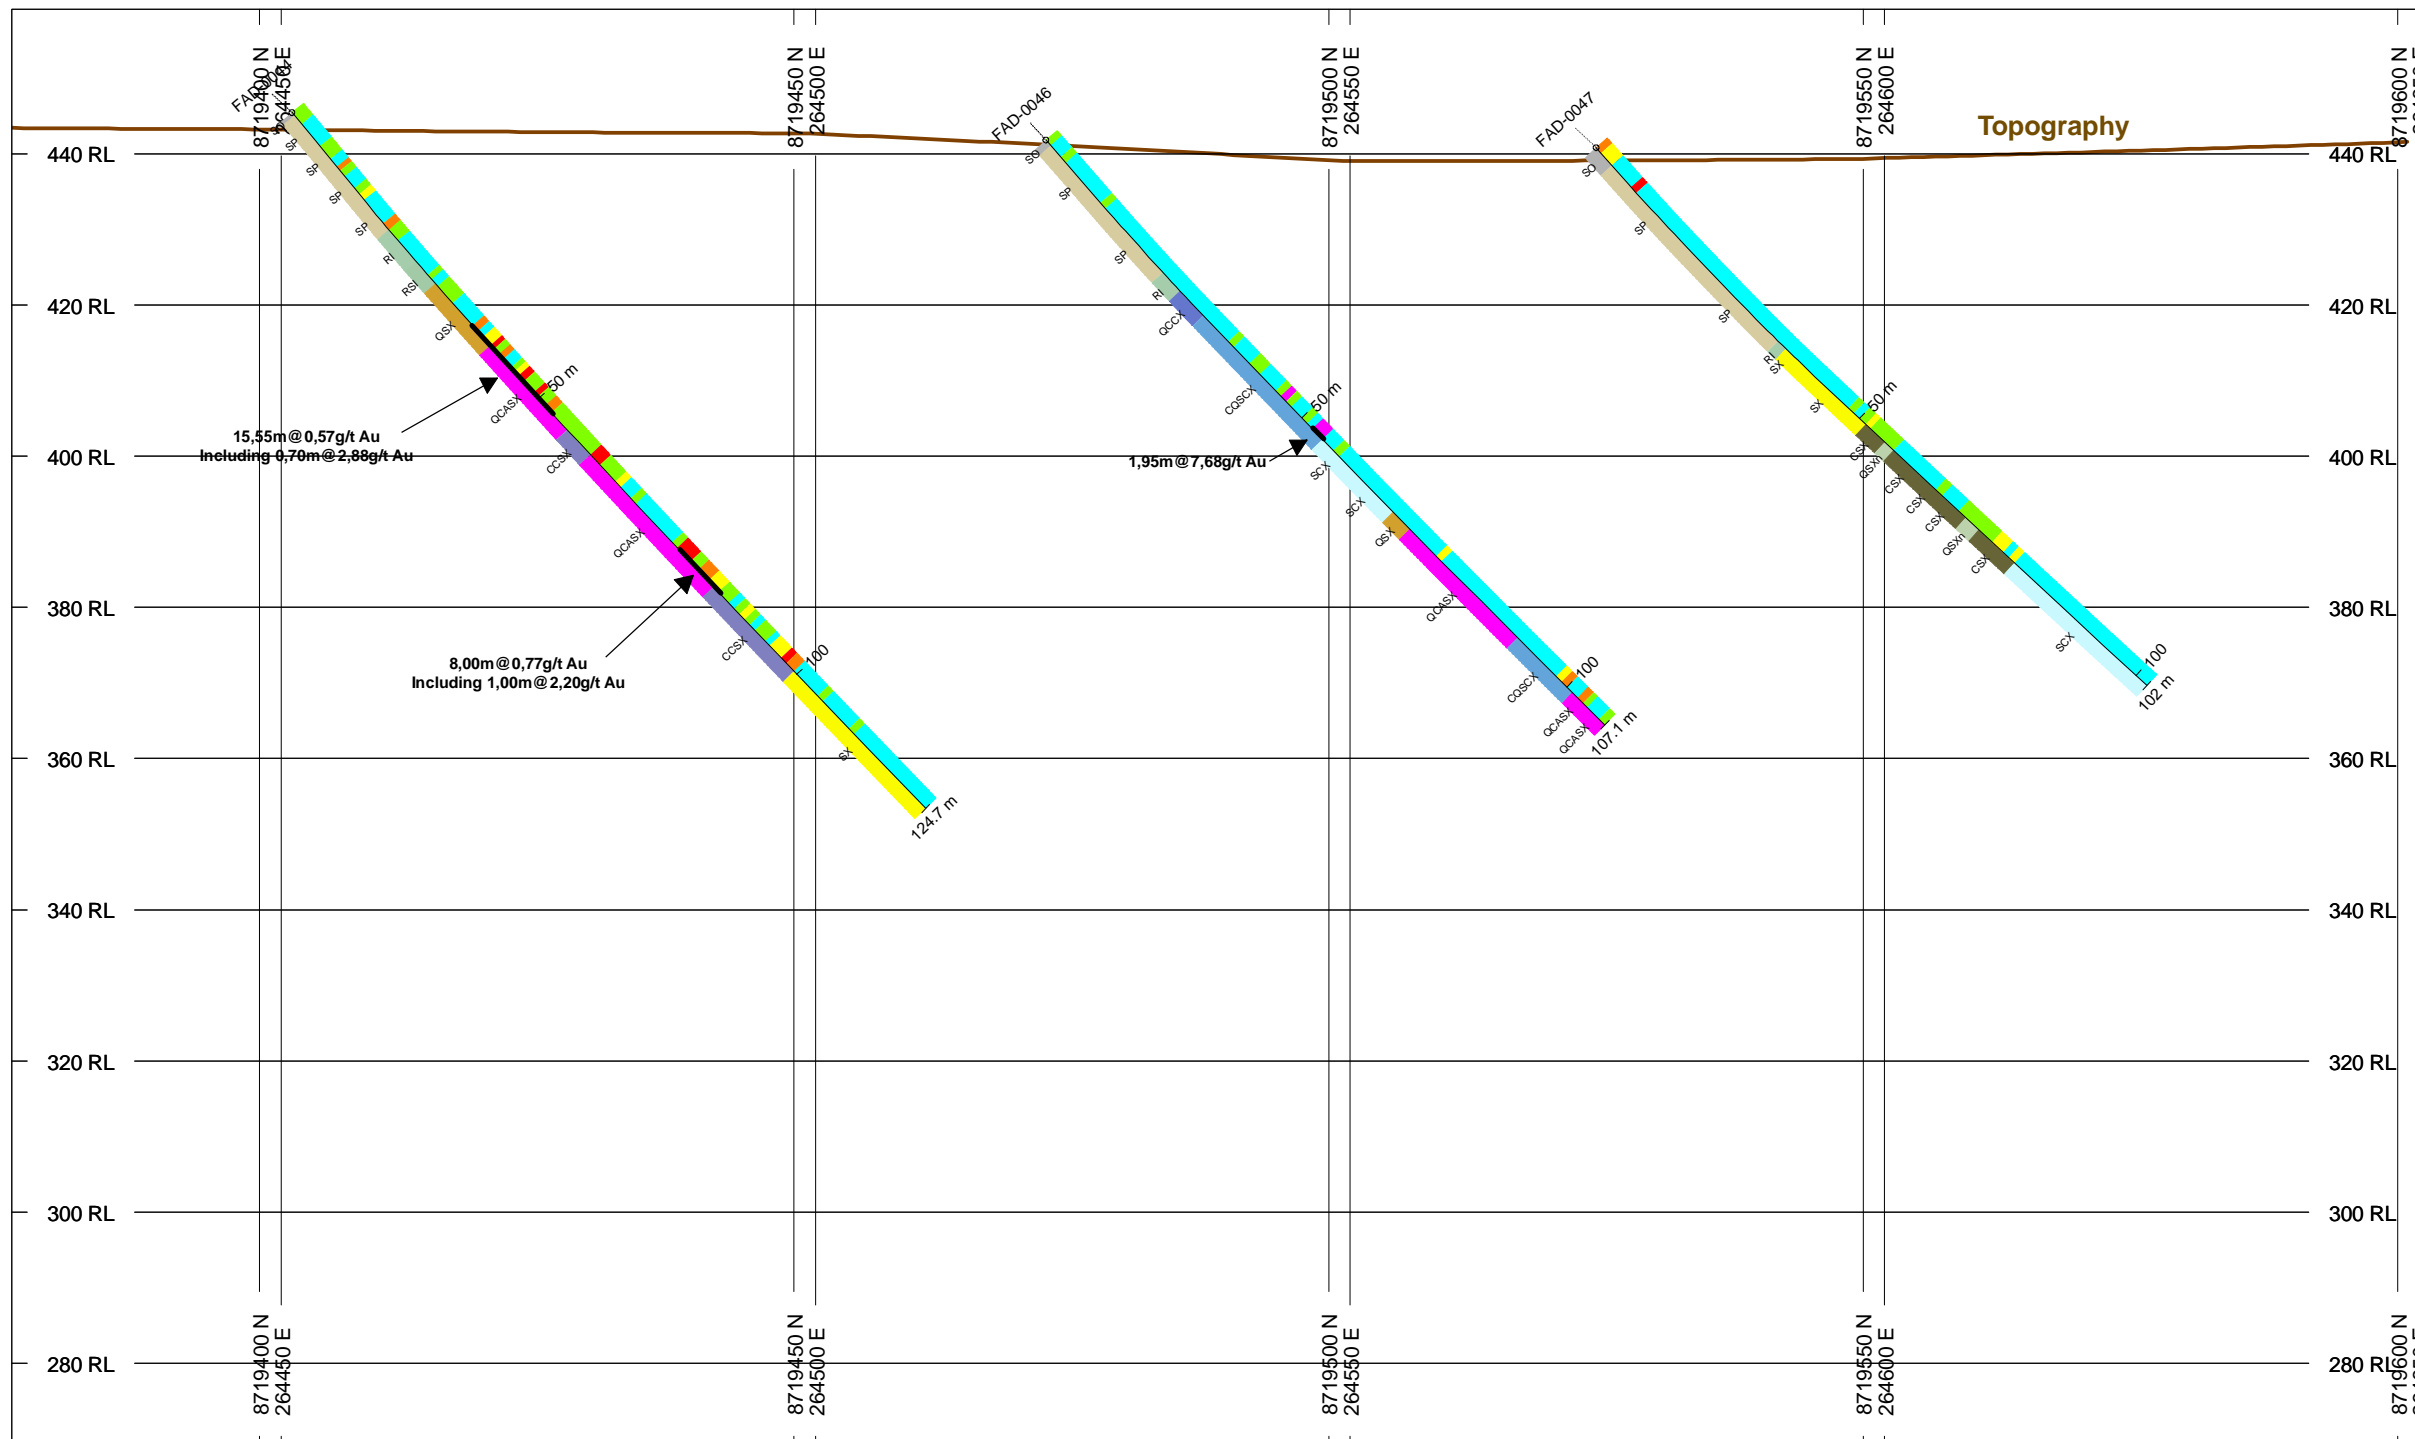 8719400 N
264450 E
8719450 N
264500 E
8719500 N
264550 E
8719550 N
264600 E
8719600 N
FAD-0046
FAD-0047
Topography
440 RL
440 RL
SP
SP
SP
SP
RI
RSI
QSX
QCASX
CCSX
QCASX
CCSX
SX
50 m
100
124.7 m
SO
SP
SP
RI
QCCX
CQSCX
SCX
SCX
QSX
QCASX
CQSCX
QCASX
QCASX
50 m
100
107.1 m
SO
SP
SP
RI
SX
SX
CSX
QSXn
CSX
CSX
CSX
QSXn
CSX
SCX
50 m
100
102 m
420 RL
420 RL
15,55m@0,57g/t Au
Including 0,70m@2,88g/t Au
1,95m@7,68g/t Au
400 RL
400 RL
380 RL
380 RL
8,00m@0,77g/t Au
Including 1,00m@2,20g/t Au
360 RL
360 RL
340 RL
340 RL
320 RL
320 RL
300 RL
300 RL
280 RL
280 RL
8719400 N
264450 E
8719450 N
264500 E
8719500 N
264550 E
8719550 N
264600 E
8719600 N